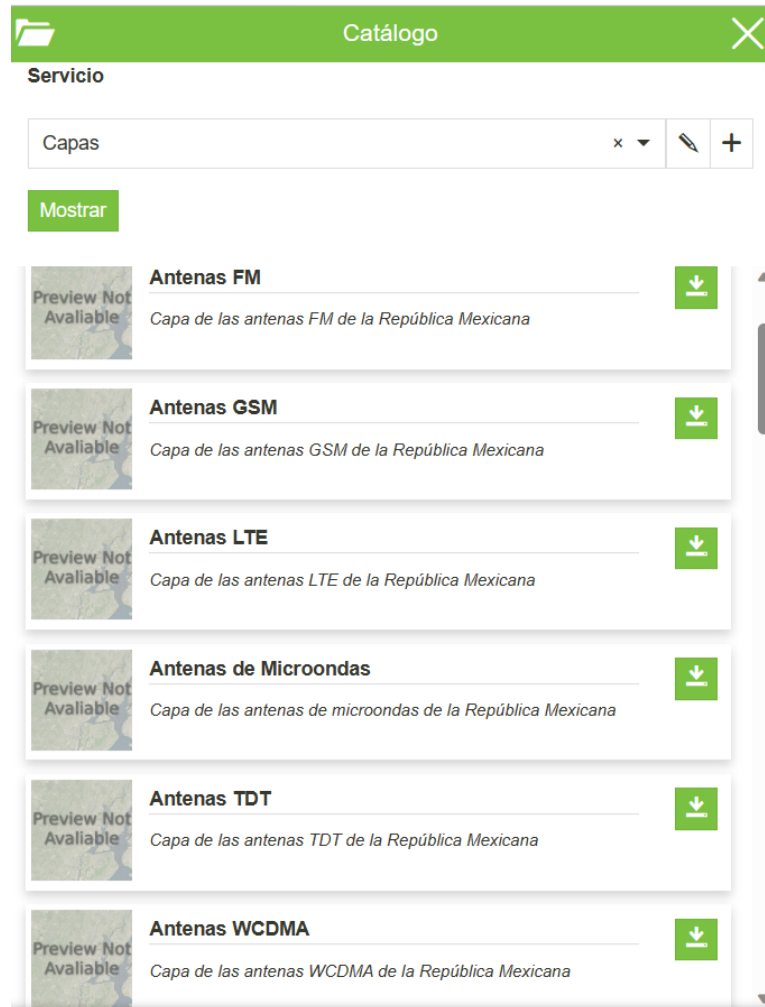 Catálogo
Servicio
Capas
Mostrar
Preview Not
Avaliable
Antenas FM
Capa de las antenas FM de la República Mexicana
Preview Not
Avaliable
Antenas GSM
Capa de las antenas GSM de la República Mexicana
Preview Not
Avaliable
Antenas LTE
Capa de las antenas LTE de la República Mexicana
Preview Not
Avaliable
Antenas de Microondas
Capa de las antenas de microondas de la República Mexicana
Preview Not
Avaliable
Antenas TDT
Capa de las antenas TDT de la República Mexicana
Preview Not
Avaliable
Antenas WCDMA
Capa de las antenas WCDMA de la República Mexicana